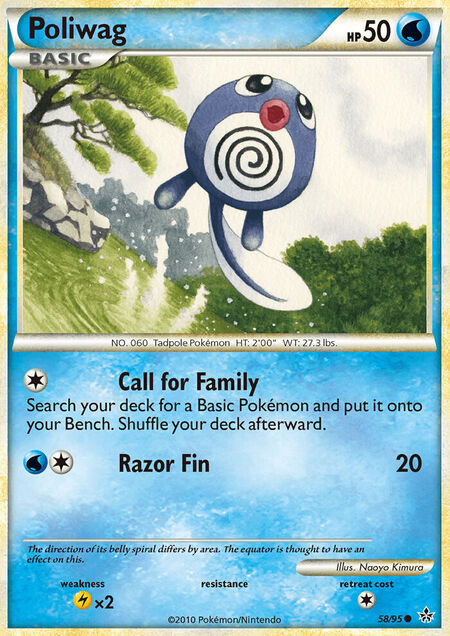 Poliwag HP 50
BASIC
NO. 060 Tadpole Pokémon HT: 2'00" WT: 27.3 lbs.
Call for Family
Search your deck for a Basic Pokémon and put it onto
your Bench. Shuffle your deck afterward.
Razor Fin 20
The direction of its belly spiral differs by area. The equator is thought to have an
effect on this.
Illus. Naoyo Kimura
weakness resistance retreat cost
×2
58/95
©2010 Pokémon/Nintendo